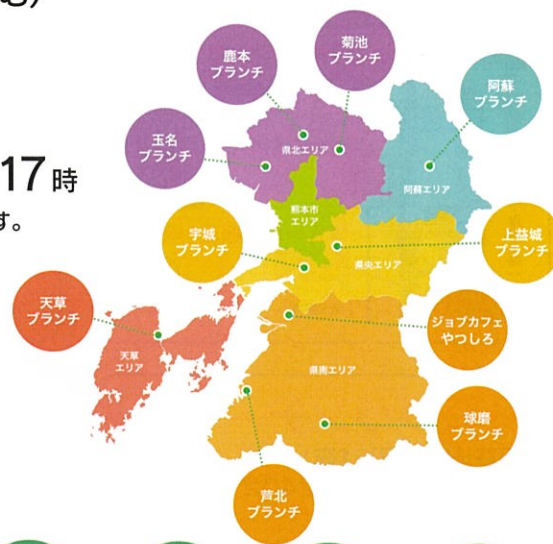 17時
す。
鹿本
ブランチ
菊池
ブランチ
阿蘇
ブランチ
玉名
ブランチ
県北エリア
阿蘇エリア
熊本市
エリア
宇城
ブランチ
上益城
ブランチ
県央エリア
天草
ブランチ
ジョブカフェ
やつしろ
天草
エリア
県南エリア
球磨
ブランチ
芦北
ブランチ